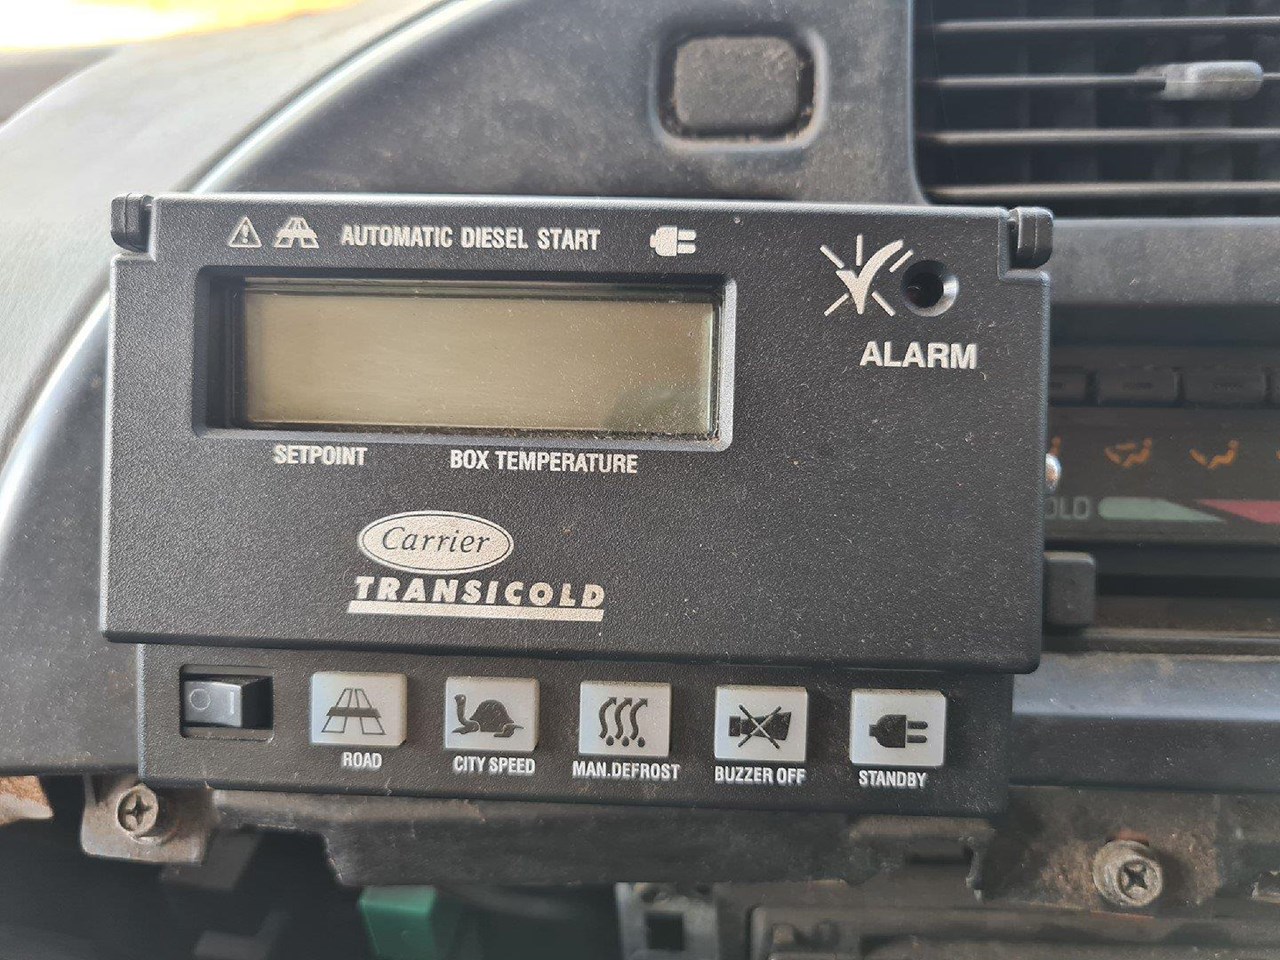 AUTOMATIC DIESEL START
ALARM
SETPOINT BOX TEMPERATURE
Carrier
TRANSICOLD
ROAD CITY SPEED MAN.DEFROST BUZZER OFF STANDBY